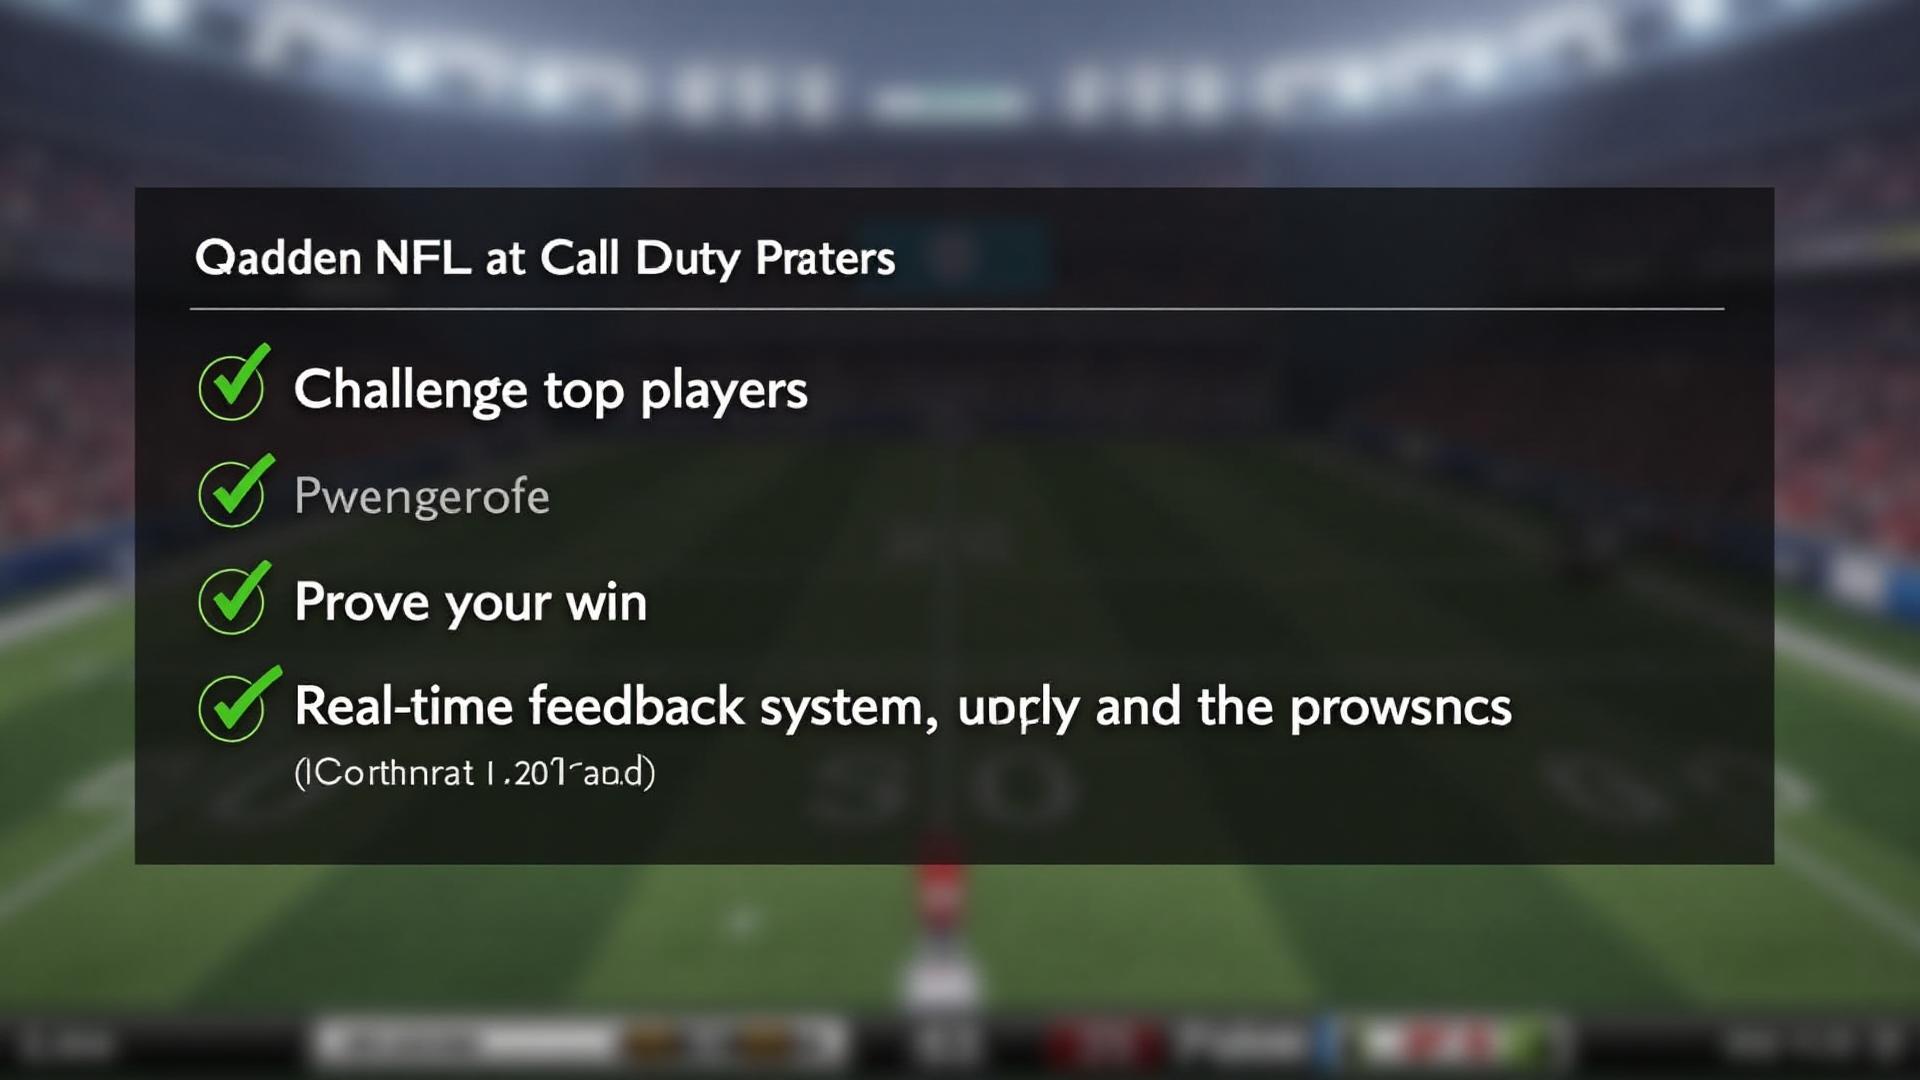 Qadden NFL at Call Duty Praters
Challenge top players
Pwengerofe
Prove your win
Real-time feedback system, and the prowsncs